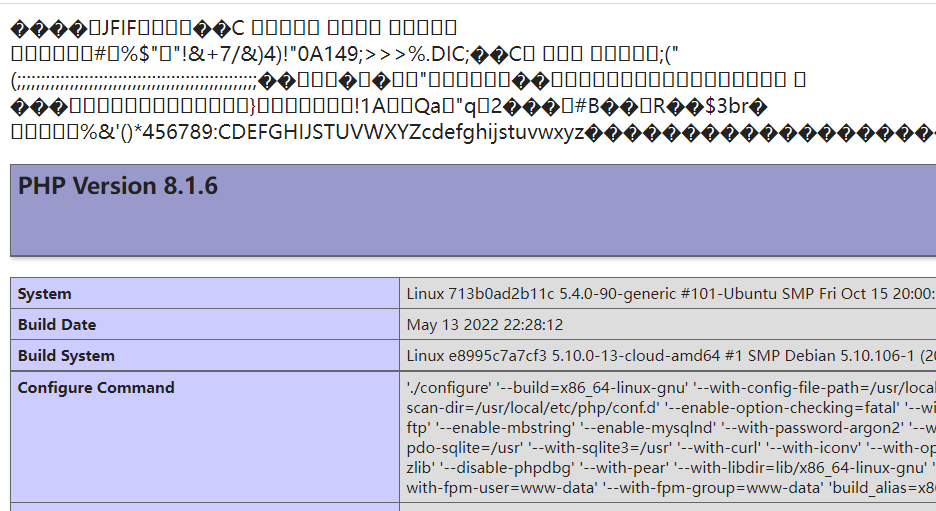 JFIF C
#%$""!&+7/&)4)!"0A149;>>>%.DIC;C;("
(;;;;;;;;;;;;;;;;;;;;;;;;;;;;;;;;;;;;;;;;;;;;;;;;;;"
}!1AQa"q2#BR$3br
%&'()*456789:CDEFGHIJSTUVWXYZcdefghijstuvwxyz
PHP Version 8.1.6
System Linux 713b0ad2b11c 5.4.0-90-generic #101-Ubuntu SMP Fri Oct 15 20:00:
Build Date May 13 2022 22:28:12
Build System Linux e8995c7a7cf3 5.10.0-13-cloud-amd64 #1 SMP Debian 5.10.106-1 (20
Configure Command './configure' '--build=x86_64-linux-gnu' '--with-config-file-path=/usr/local
scan-dir=/usr/local/etc/php/conf.d' '--enable-option-checking=fatal' '--wi
ftp' '--enable-mbstring' '--enable-mysqlnd' '--with-password-argon2' '--w
pdo-sqlite=/usr' '--with-sqlite3=/usr' '--with-curl' '--with-iconv' '--with-op
zlib' '--disable-phpdbg' '--with-pear' '--with-libdir=lib/x86_64-linux-gnu' '
with-fpm-user=www-data' '--with-fpm-group=www-data' 'build_alias=x86